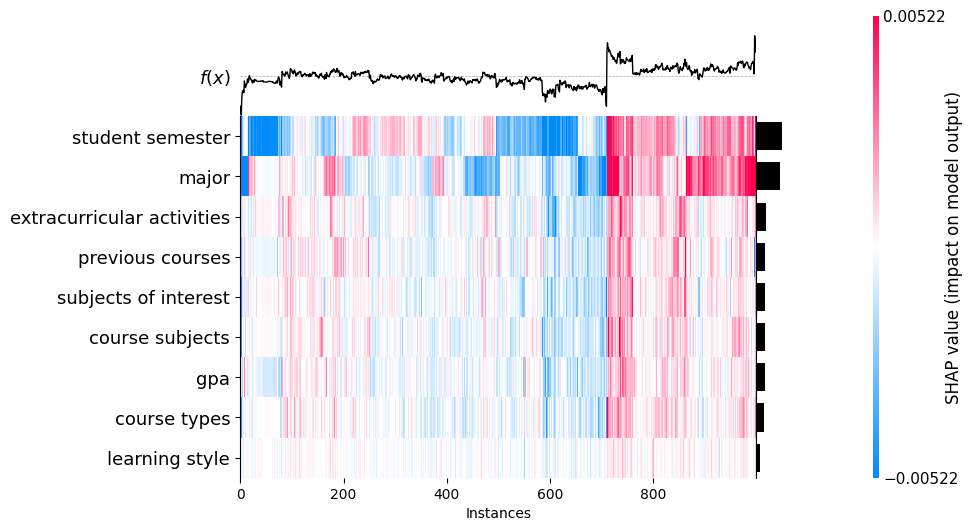 0.00522
f(x)
student semester
major
extracurricular activities
previous courses
subjects of interest
course subjects
gpa
course types
learning style
SHAP value (impact on model output)
−0.00522
0 200 400 600 800
Instances